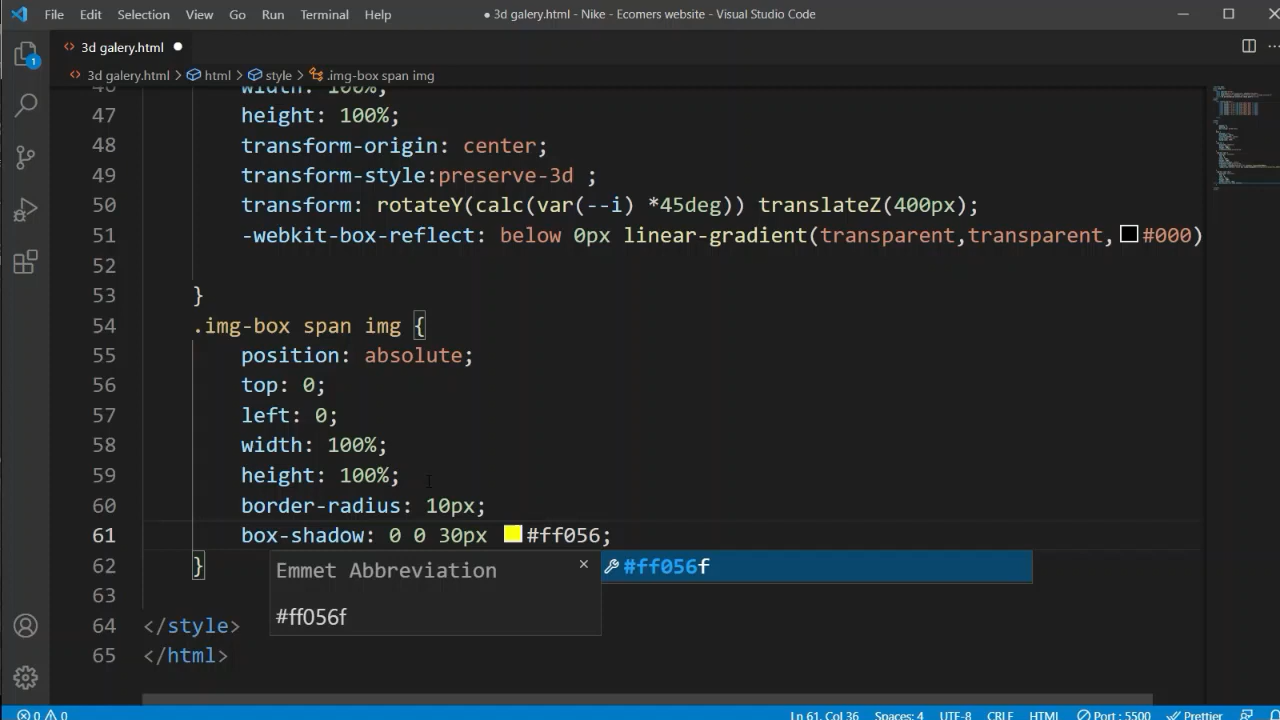 File Edit Selection View Go Run Terminal Help ● 3d galery.html - Nike - Ecomers website - Visual Studio Code
3d galery.html
3d galery.html > html > style > .img-box span img
46 width: 100%;
47 height: 100%;
48 transform-origin: center;
49 transform-style:preserve-3d ;
50 transform: rotateY(calc(var(--i) *45deg)) translateZ(400px);
51 -webkit-box-reflect: below 0px linear-gradient(transparent,transparent, #000)
52
53 }
54 .img-box span img {
55 position: absolute;
56 top: 0;
57 left: 0;
58 width: 100%;
59 height: 100%;
60 border-radius: 10px;
61 box-shadow: 0 0 30px #ff056;
62 }
Emmet Abbreviation
#ff056f
#ff056f
63
64 </style>
65 </html>
1
0 0 Ln 61, Col 36 Spaces: 4 UTF-8 CRLF HTML Port : 5500 Prettier